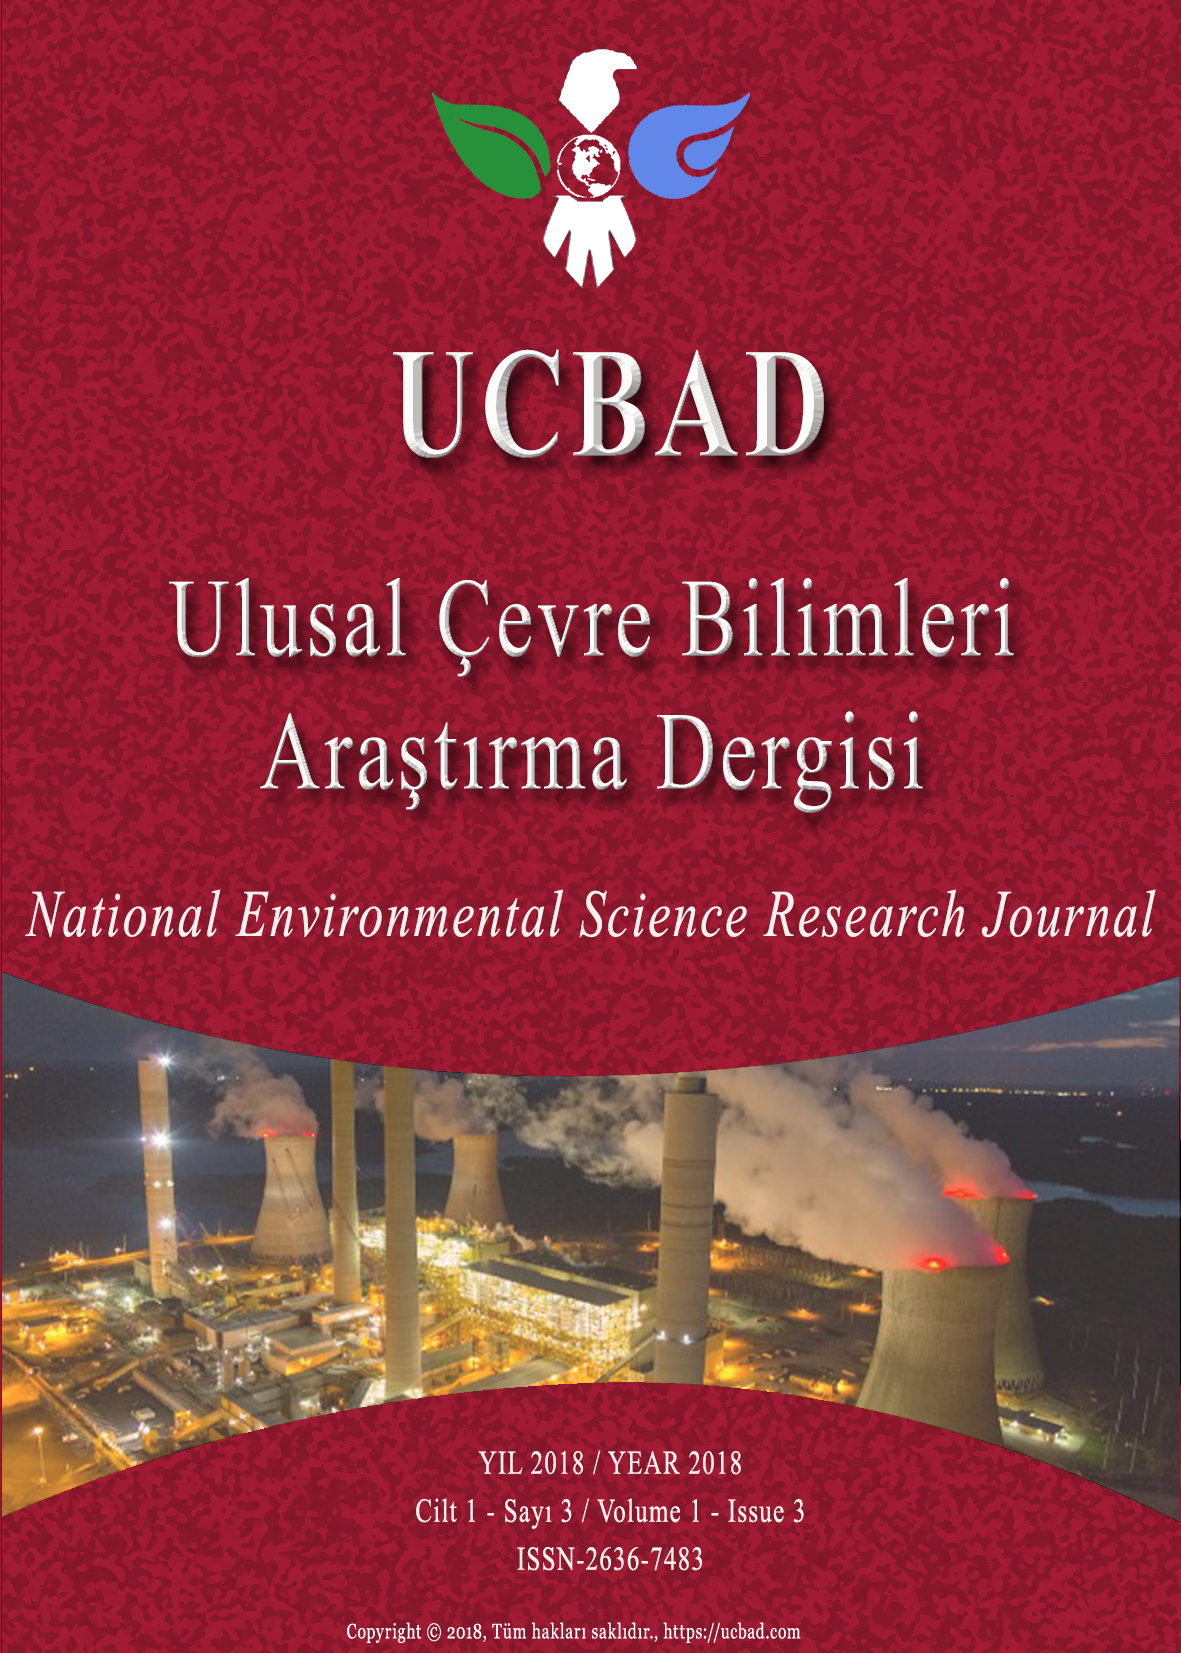 UCBAD
Ulusal Çevre Bilimleri
Araştırma Dergisi
National Environmental Science Research Journal
YIL 2018 / YEAR 2018
Cilt 1 - Sayı 3 / Volume 1 - Issue 3
ISSN-2636-7483
Copyright © 2018, Tüm hakları saklıdır., https://ucbad.com